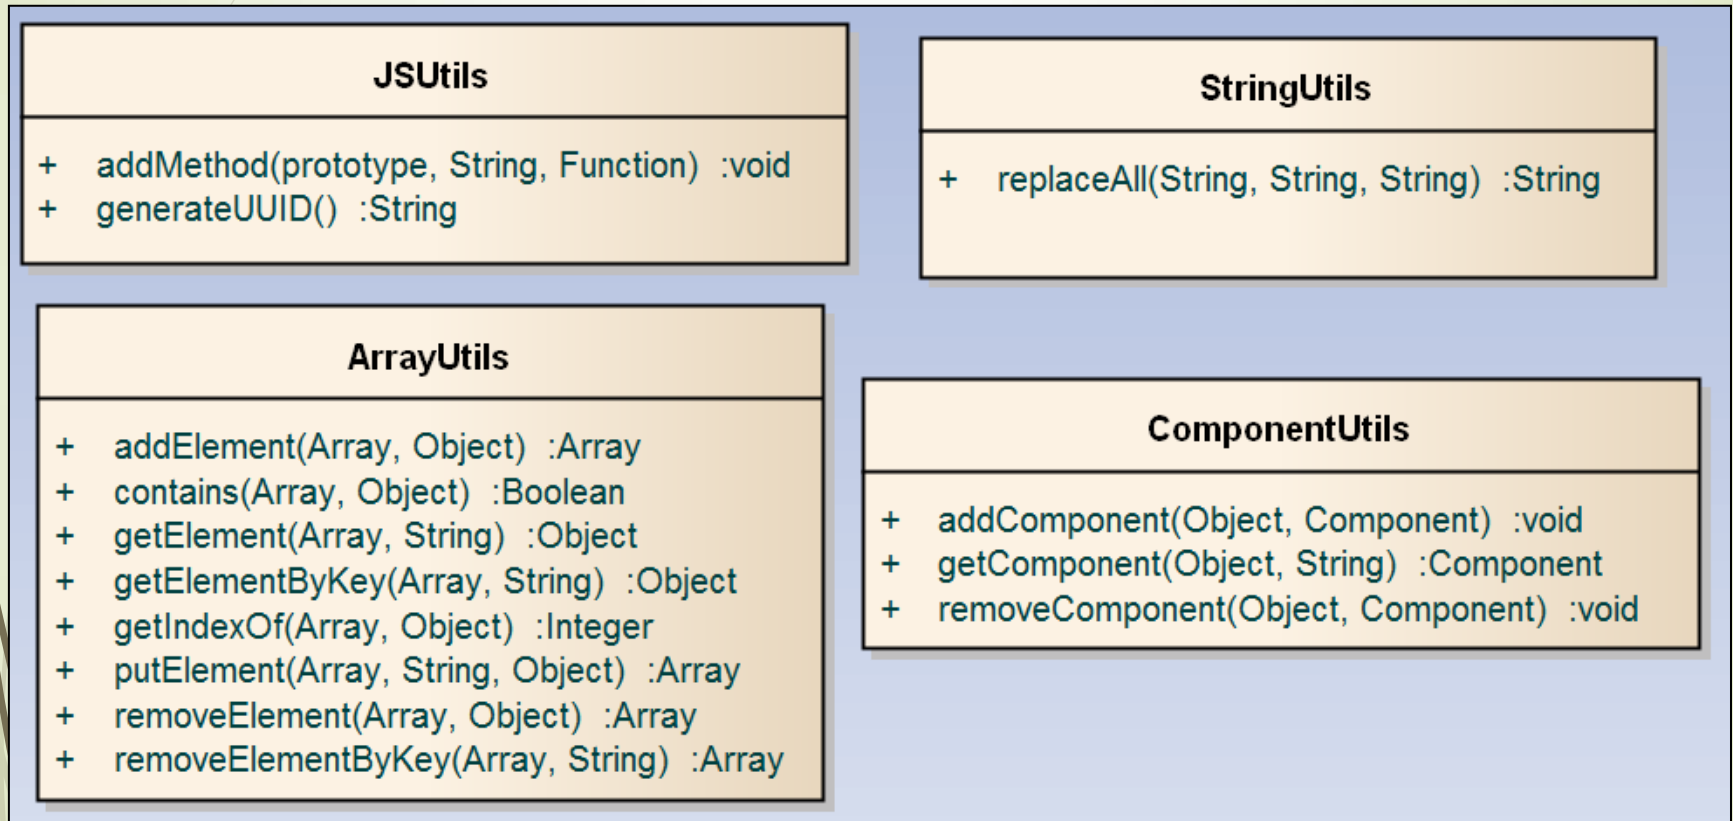 JSUtils
+ addMethod(prototype, String, Function) :void
+ generateUUID() :String
StringUtils
+ replaceAll(String, String, String) :String
ArrayUtils
+ addElement(Array, Object) :Array
+ contains(Array, Object) :Boolean
+ getElement(Array, String) :Object
+ getElementByKey(Array, String) :Object
+ getIndexOf(Array, Object) :Integer
+ putElement(Array, String, Object) :Array
+ removeElement(Array, Object) :Array
+ removeElementByKey(Array, String) :Array
ComponentUtils
+ addComponent(Object, Component) :void
+ getComponent(Object, String) :Component
+ removeComponent(Object, Component) :void